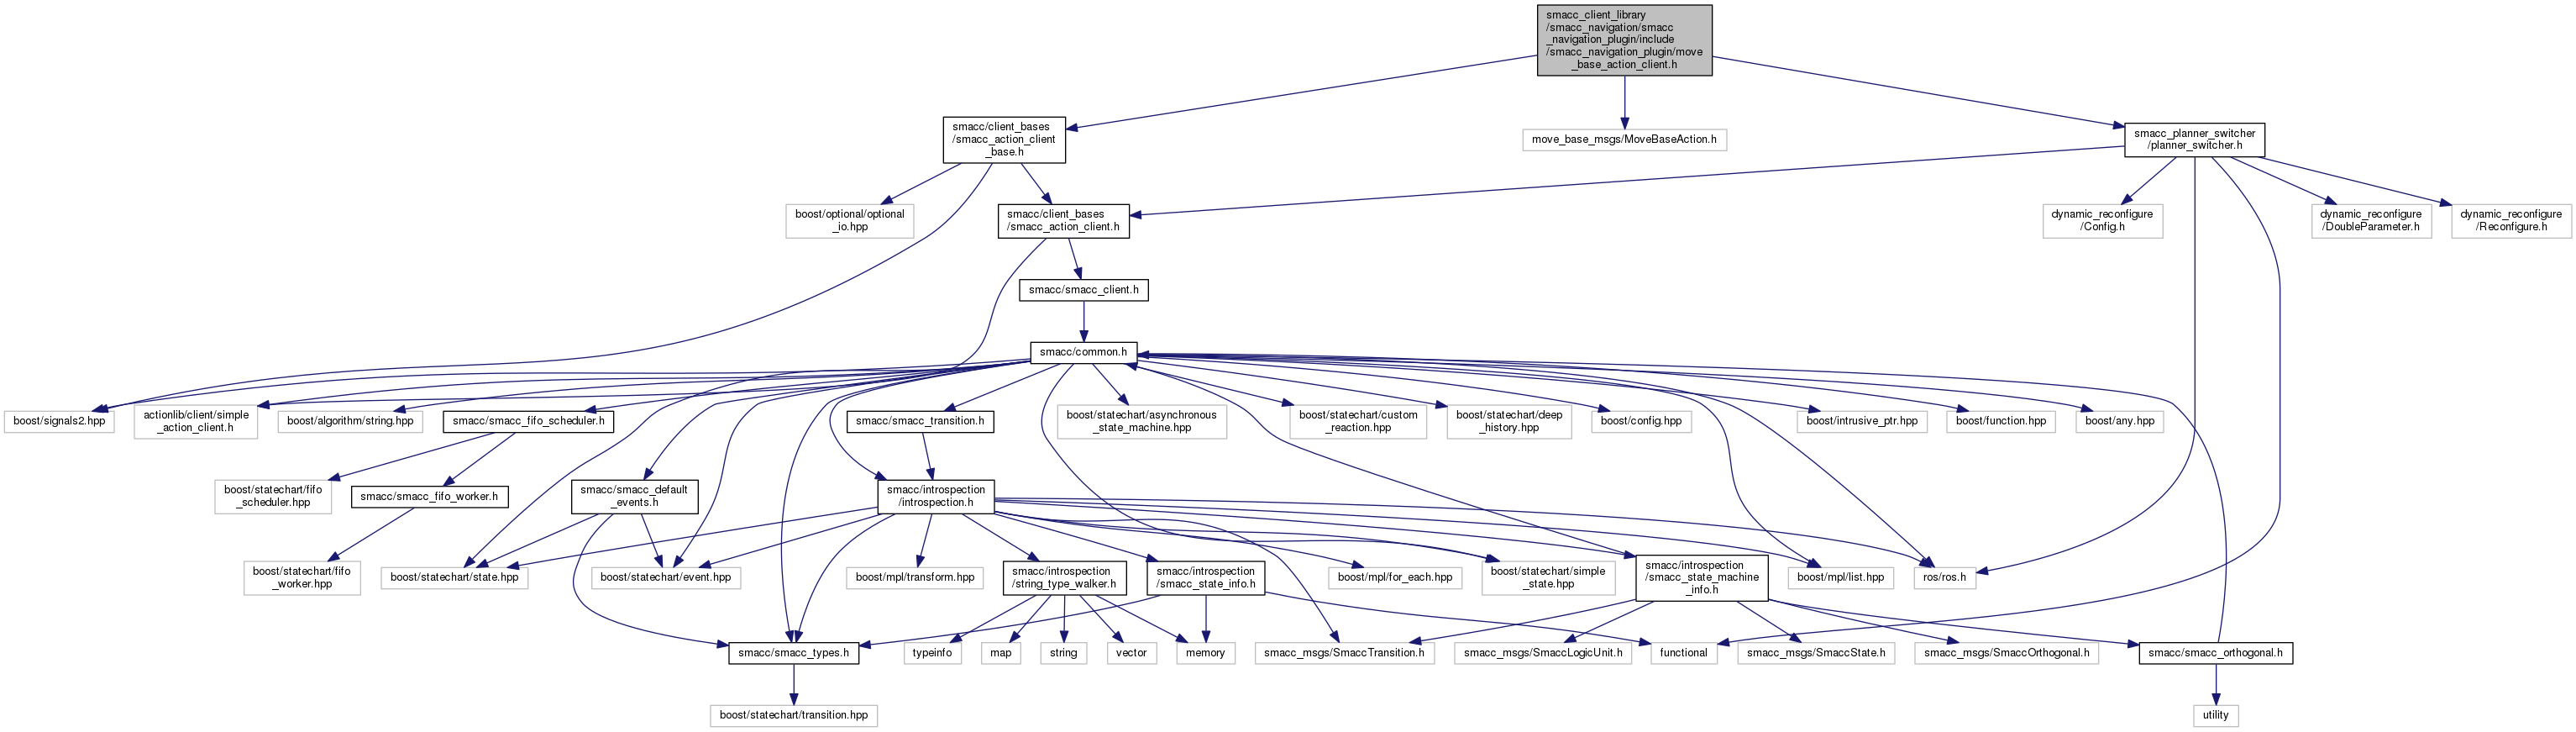 smacc_client_library
/smacc_navigation/smacc
_navigation_plugin/include
/smacc_navigation_plugin/move
_base_action_client.h
smacc/client_bases
/smacc_action_client
_base.h
move_base_msgs/MoveBaseAction.h
smacc_planner_switcher
/planner_switcher.h
boost/optional/optional
_io.hpp
smacc/client_bases
/smacc_action_client.h
dynamic_reconfigure
/Config.h
dynamic_reconfigure
/DoubleParameter.h
dynamic_reconfigure
/Reconfigure.h
smacc/smacc_client.h
smacc/common.h
boost/signals2.hpp
actionlib/client/simple
_action_client.h
boost/algorithm/string.hpp
smacc/smacc_fifo_scheduler.h
smacc/smacc_transition.h
boost/statechart/asynchronous
_state_machine.hpp
boost/statechart/custom
_reaction.hpp
boost/statechart/deep
_history.hpp
boost/config.hpp
boost/intrusive_ptr.hpp
boost/function.hpp
boost/any.hpp
boost/statechart/fifo
_scheduler.hpp
smacc/smacc_fifo_worker.h
smacc/smacc_default
_events.h
smacc/introspection
/introspection.h
boost/statechart/fifo
_worker.hpp
boost/statechart/state.hpp
boost/statechart/event.hpp
boost/mpl/transform.hpp
smacc/introspection
/string_type_walker.h
smacc/introspection
/smacc_state_info.h
boost/mpl/for_each.hpp
boost/statechart/simple
_state.hpp
smacc/introspection
/smacc_state_machine
_info.h
boost/mpl/list.hpp
ros/ros.h
smacc/smacc_types.h
typeinfo
map
string
vector
memory
smacc_msgs/SmaccTransition.h
smacc_msgs/SmaccLogicUnit.h
functional
smacc_msgs/SmaccState.h
smacc_msgs/SmaccOrthogonal.h
smacc/smacc_orthogonal.h
boost/statechart/transition.hpp
utility